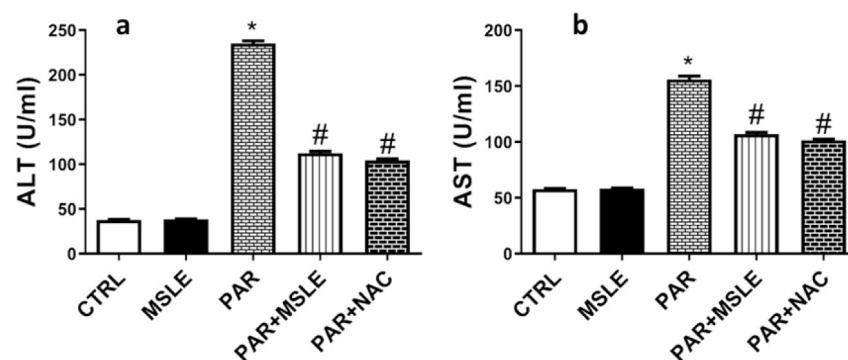 a
ALT (U/ml)
250
200
150
100
50
0
*
#
#
CTRL
MSLE
PAR
PAR+MSLE
PAR+NAC
b
AST (U/ml)
200
150
100
50
0
*
#
#
CTRL
MSLE
PAR
PAR+MSLE
PAR+NAC